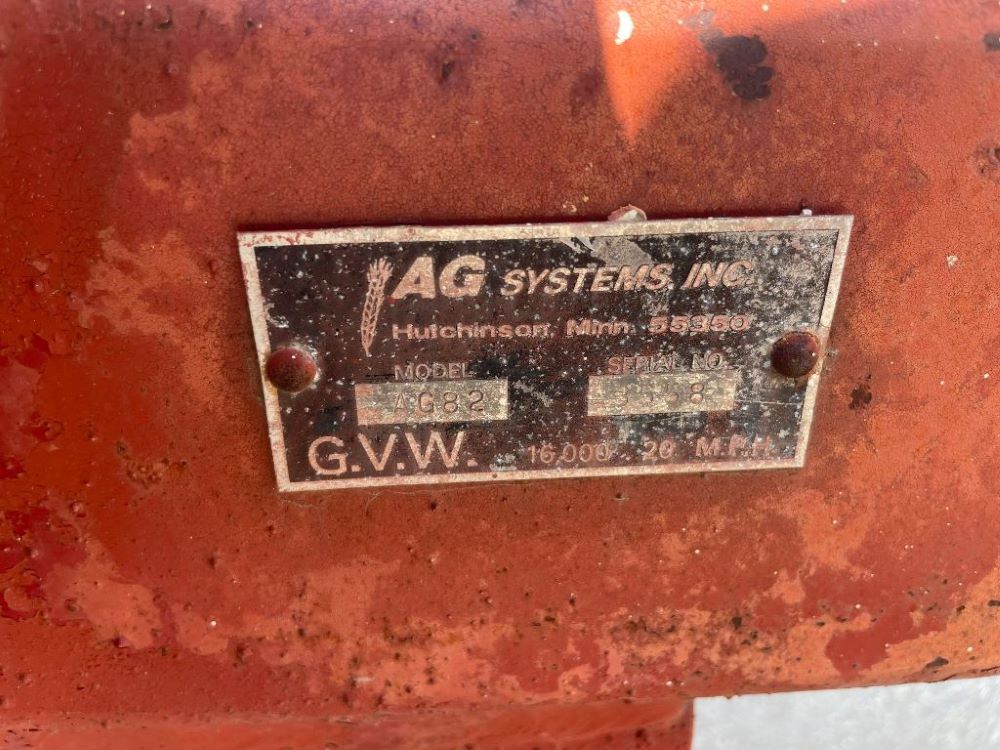 AG SYSTEMS, INC.
Hutchinson, Minn. 55350
MODEL SERIAL NO.
AG82
G.V.W. 16,000 20 M.P.H.